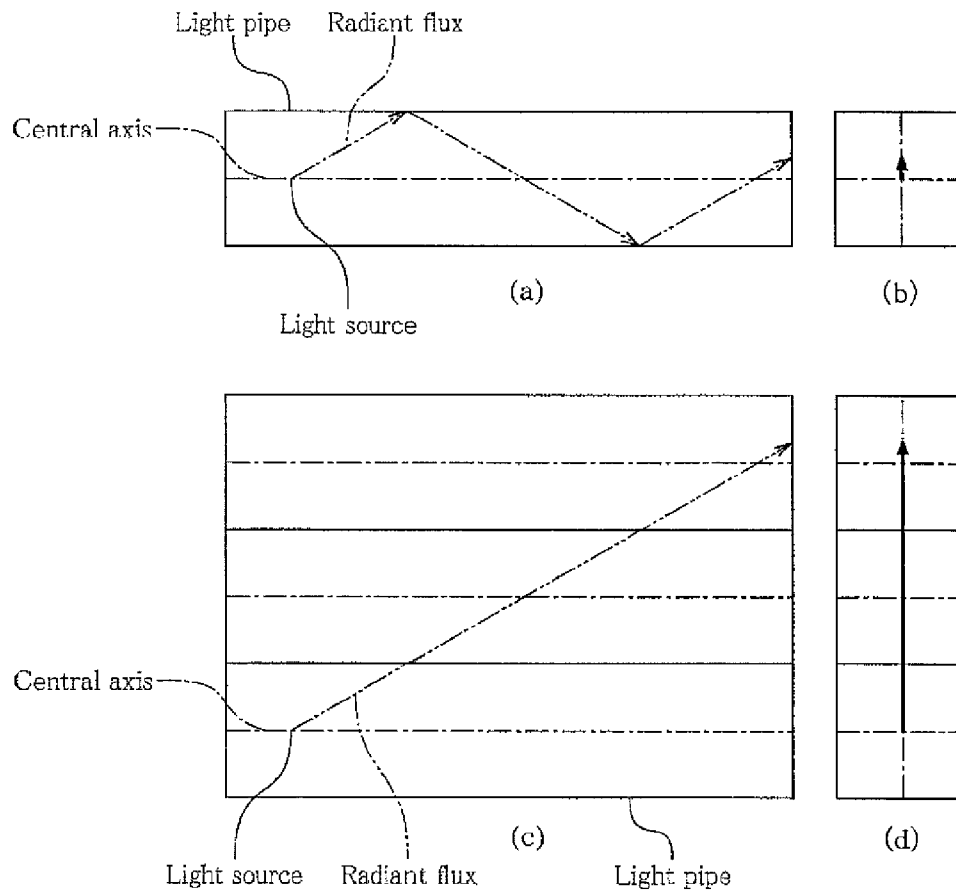 Light pipe
Radiant flux
Central axis
(a)
(b)
Light source
Central axis
(c)
(d)
Light source
Radiant flux
Light pipe